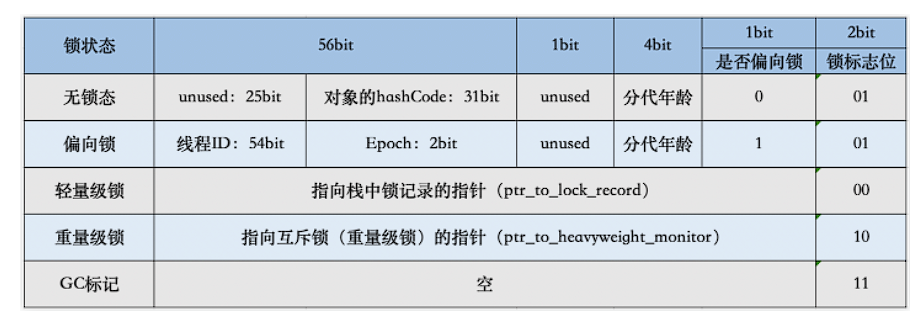 锁状态 56bit 1bit 4bit 1bit 2bit
是否偏向锁 锁标志位
无锁态 unused：25bit 对象的hashCode：31bit unused 分代年龄 0 01
偏向锁 线程ID：54bit Epoch：2bit unused 分代年龄 1 01
轻量级锁 指向栈中锁记录的指针（ptr_to_lock_record） 00
重量级锁 指向互斥锁（重量级锁）的指针（ptr_to_heavyweight_monitor） 10
GC标记 空 11